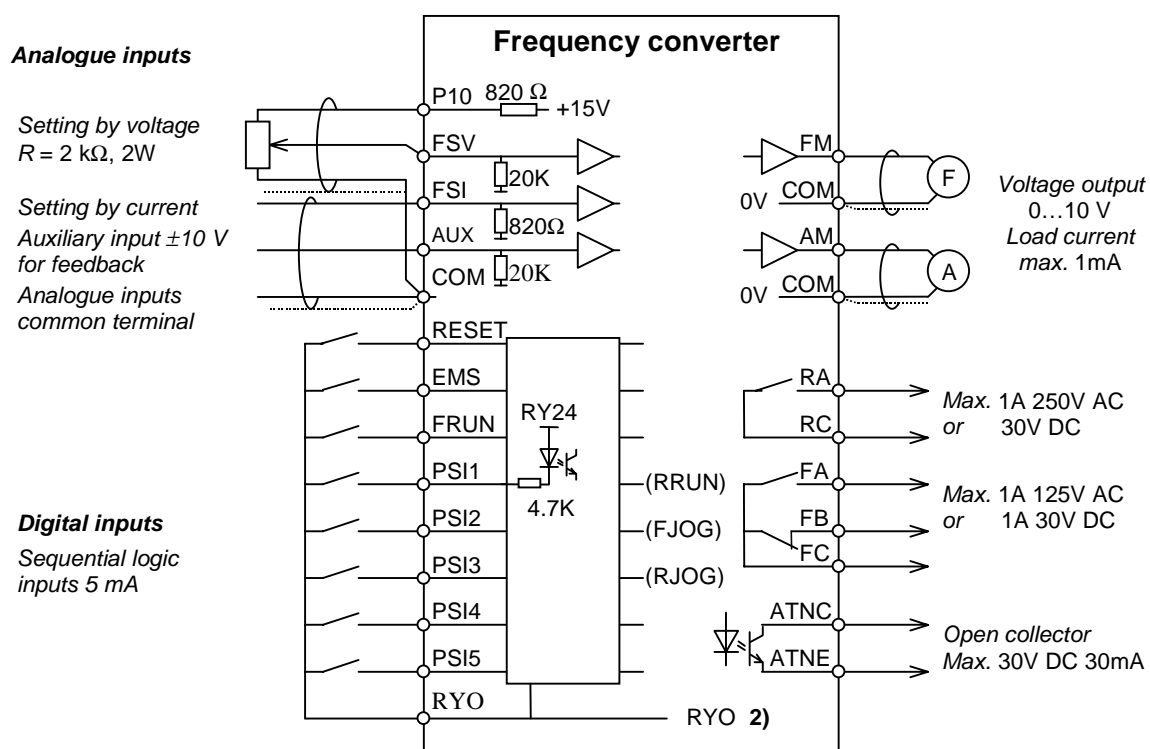 Frequency converter
Analogue inputs
P10 820 Ω
+15V
Setting by voltage
R = 2 kΩ, 2W
FSV
20K
FSI
Setting by current
820Ω
Auxiliary input ±10 V
for feedback
AUX
20K
COM
Analogue inputs
common terminal
FM
F
0V COM
AM
A
0V COM
Voltage output
0...10 V
Load current
max. 1mA
RESET
EMS
FRUN
PSI1
PSI2
PSI3
PSI4
PSI5
RYO
RY24
4.7K
(RRUN)
(FJOG)
(RJOG)
Digital inputs
Sequential logic
inputs 5 mA
RA
RC
Max. 1A 250V AC
or 30V DC
FA
FB
FC
Max. 1A 125V AC
or 1A 30V DC
ATNC
ATNE
Open collector
Max. 30V DC 30mA
RYO 2)